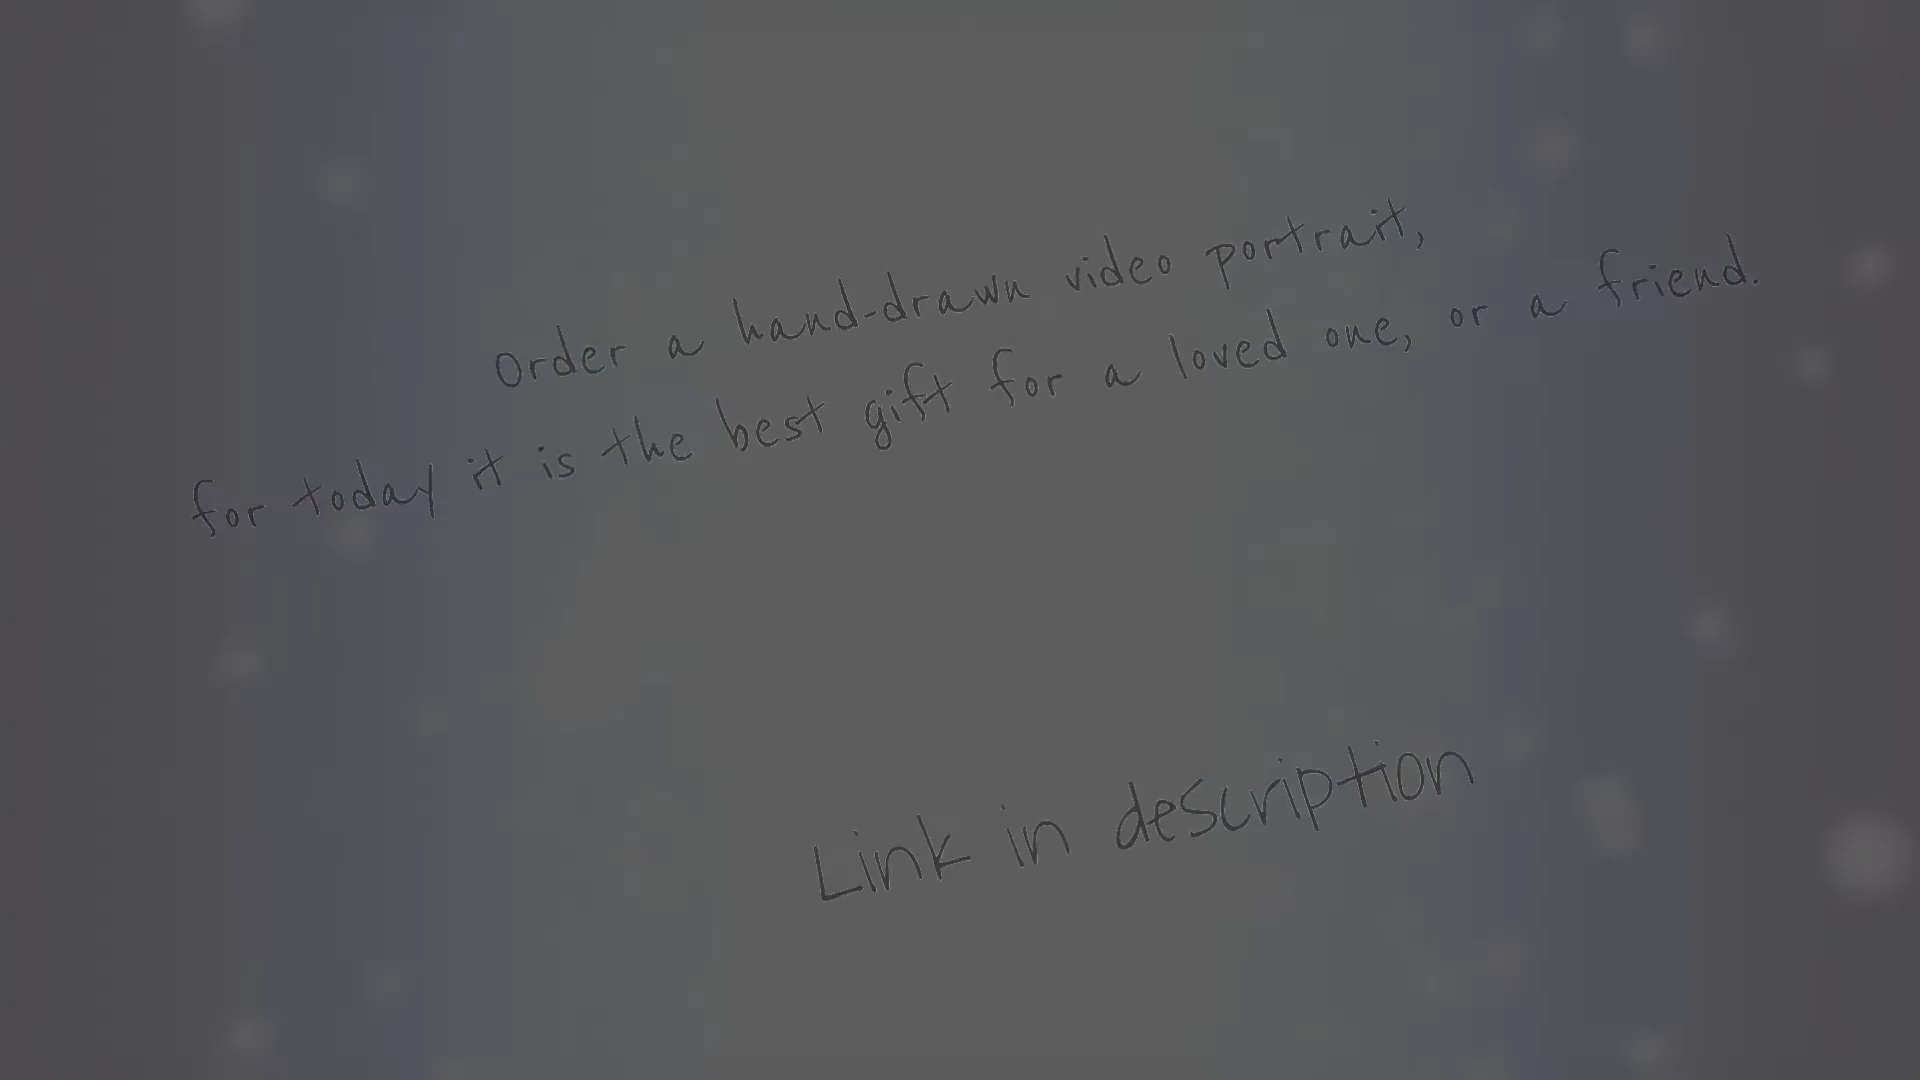 Order a hand-drawn video portrait,
for today it is the best gift for a loved one, or a friend.
Link in description